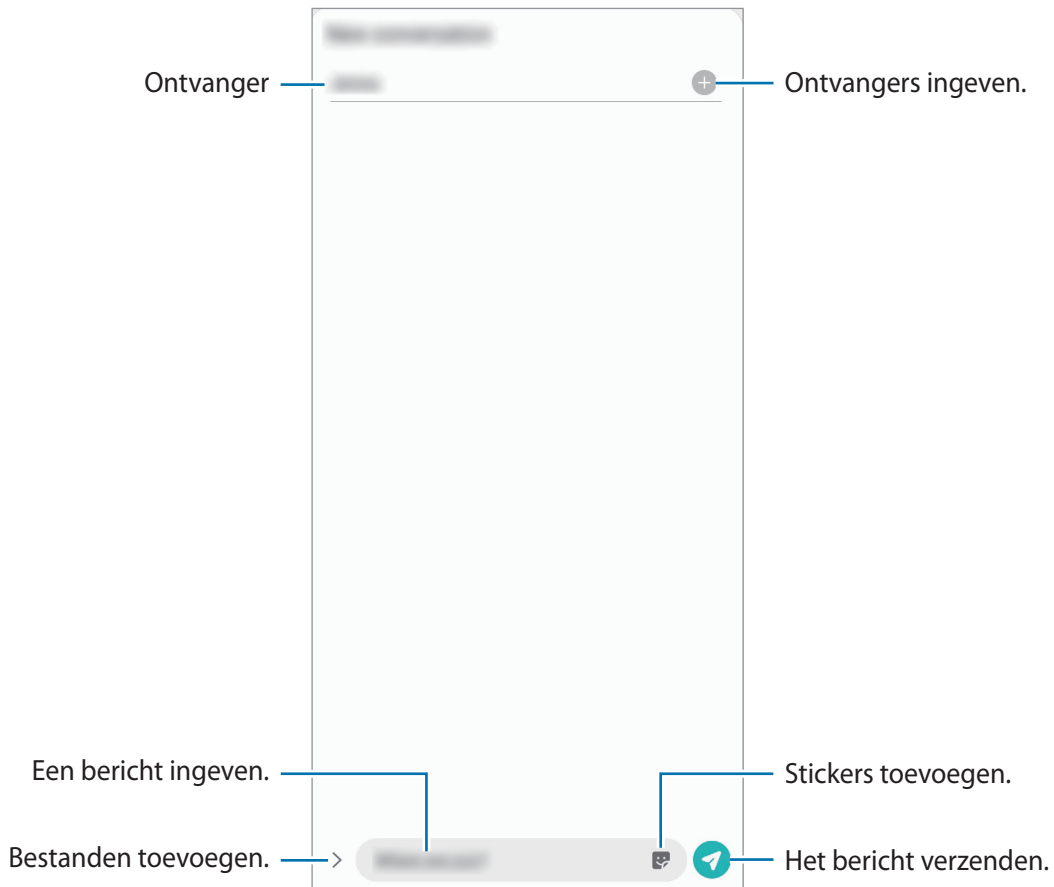 Ontvanger
Ontvangers ingeven.
Een bericht ingeven.
Stickers toevoegen.
Bestanden toevoegen.
Het bericht verzenden.